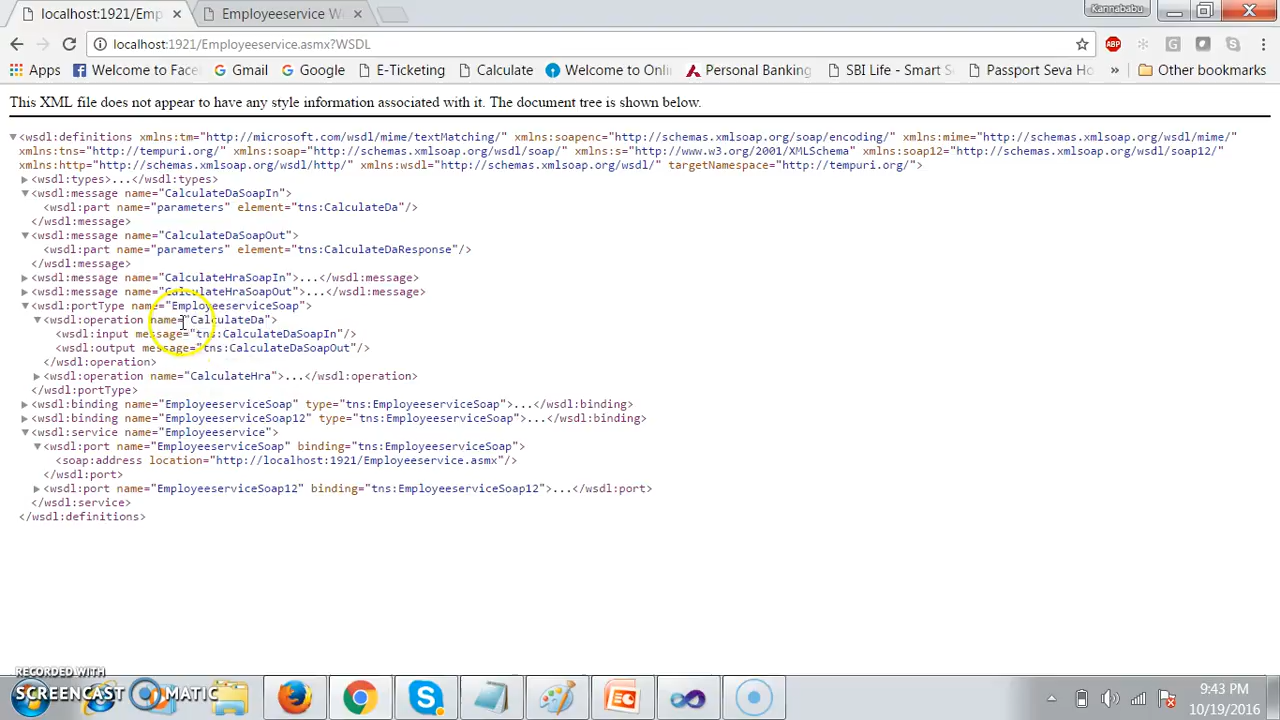 localhost:1921/Emp
Employeeservice W
Kannababu
localhost:1921/Employeeservice.asmx?WSDL
ABP
Apps
Welcome to Face
Gmail
Google
E-Ticketing
Calculate
Welcome to Onli
Personal Banking
SBI Life - Smart S
Passport Seva Ho
»
Other bookmarks
This XML file does not appear to have any style information associated with it. The document tree is shown below.
<wsdl:definitions xmlns:tm="http://microsoft.com/wsdl/mime/textMatching/" xmlns:soapenc="http://schemas.xmlsoap.org/soap/encoding/" xmlns:mime="http://schemas.xmlsoap.org/wsdl/mime/"
xmlns:tns="http://tempuri.org/" xmlns:soap="http://schemas.xmlsoap.org/wsdl/soap/" xmlns:s="http://www.w3.org/2001/XMLSchema" xmlns:soap12="http://schemas.xmlsoap.org/wsdl/soap12/"
xmlns:http="http://schemas.xmlsoap.org/wsdl/http/" xmlns:wsdl="http://schemas.xmlsoap.org/wsdl/" targetNamespace="http://tempuri.org/">
<wsdl:types>...</wsdl:types>
<wsdl:message name="CalculateDaSoapIn">
<wsdl:part name="parameters" element="tns:CalculateDa"/>
</wsdl:message>
<wsdl:message name="CalculateDaSoapOut">
<wsdl:part name="parameters" element="tns:CalculateDaResponse"/>
</wsdl:message>
<wsdl:message name="CalculateHraSoapIn">...</wsdl:message>
<wsdl:message name="CalculateHraSoapOut">...</wsdl:message>
<wsdl:portType name="EmployeeserviceSoap">
<wsdl:operation name="CalculateDa">
<wsdl:input message="tns:CalculateDaSoapIn"/>
<wsdl:output message="tns:CalculateDaSoapOut"/>
</wsdl:operation>
<wsdl:operation name="CalculateHra">...</wsdl:operation>
</wsdl:portType>
<wsdl:binding name="EmployeeserviceSoap" type="tns:EmployeeserviceSoap">...</wsdl:binding>
<wsdl:binding name="EmployeeserviceSoap12" type="tns:EmployeeserviceSoap">...</wsdl:binding>
<wsdl:service name="Employeeservice">
<wsdl:port name="EmployeeserviceSoap" binding="tns:EmployeeserviceSoap">
<soap:address location="http://localhost:1921/Employeeservice.asmx"/>
</wsdl:port>
<wsdl:port name="EmployeeserviceSoap12" binding="tns:EmployeeserviceSoap12">...</wsdl:port>
</wsdl:service>
</wsdl:definitions>
RECORDED WITH
SCREENCAST MATIC
9:43 PM
10/19/2016